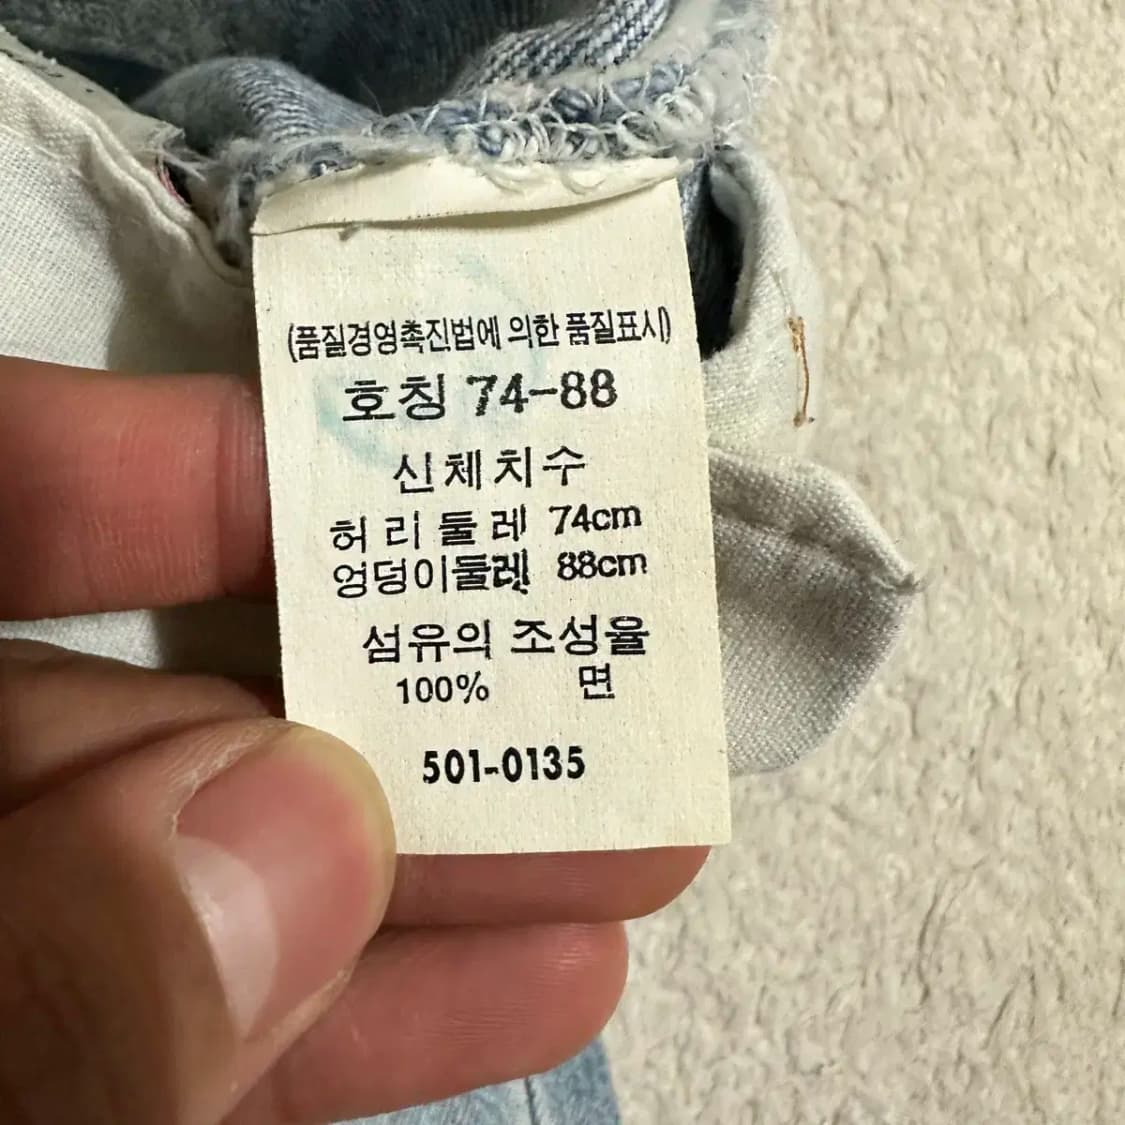 (품질경영촉진법에 의한 품질표시)
호칭 74-88
신체치수
허리둘레 74cm
엉덩이둘레 88cm
섬유의 조성율
100% 면
501-0135